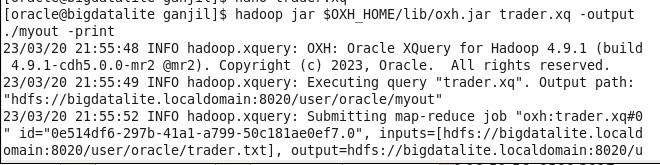 [oracle@bigdatalite ganjil]$ hadoop jar $OXH_HOME/lib/oxh.jar trader.xq -output
./myout -print
23/03/20 21:55:48 INFO hadoop.xquery: OXH: Oracle XQuery for Hadoop 4.9.1 (build
4.9.1-cdh5.0.0-mr2 @mr2). Copyright (c) 2023, Oracle.  All rights reserved.
23/03/20 21:55:49 INFO hadoop.xquery: Executing query "trader.xq". Output path:
"hdfs://bigdatalite.localdomain:8020/user/oracle/myout"
23/03/20 21:55:52 INFO hadoop.xquery: Submitting map-reduce job "oxh:trader.xq#0
" id="0e514df6-297b-41a1-a799-50c181ae0ef7.0", inputs=[hdfs://bigdatalite.locald
omain:8020/user/oracle/trader.txt], output=hdfs://bigdatalite.localdomain:8020/u